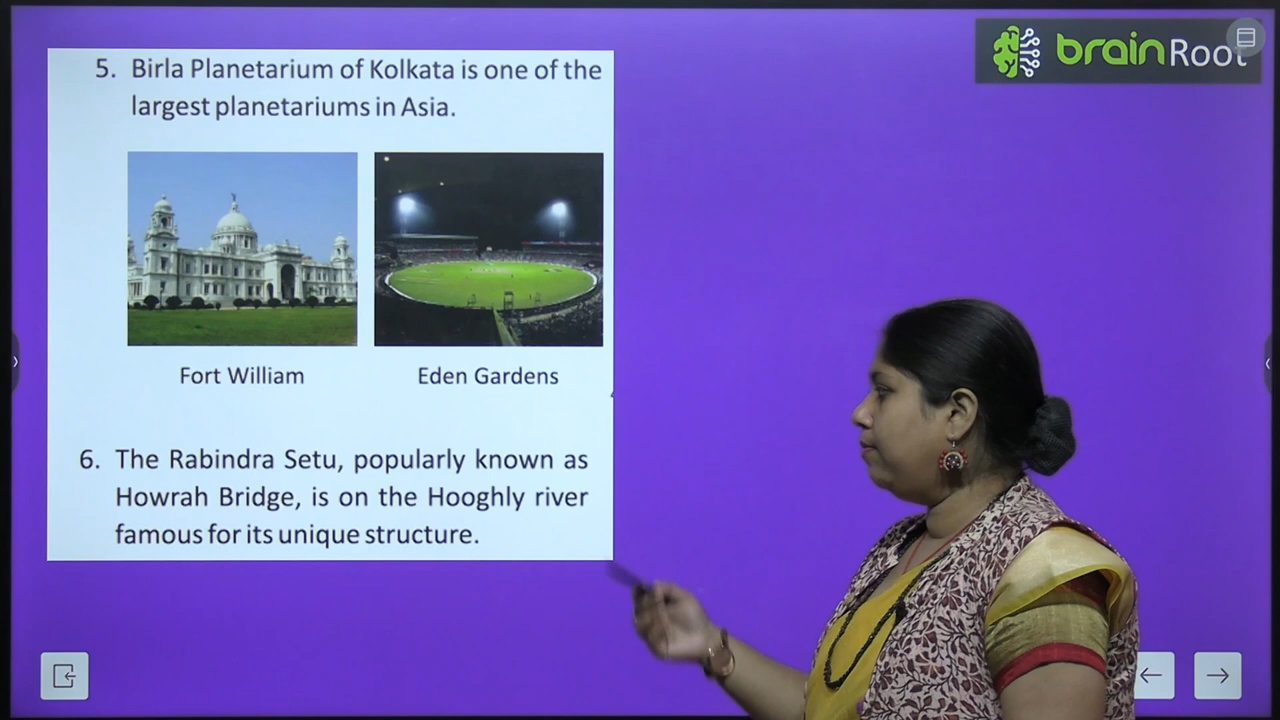 brainRoot
5. Birla Planetarium of Kolkata is one of the
largest planetariums in Asia.
Fort William
Eden Gardens
6. The Rabindra Setu, popularly known as
Howrah Bridge, is on the Hooghly river
famous for its unique structure.